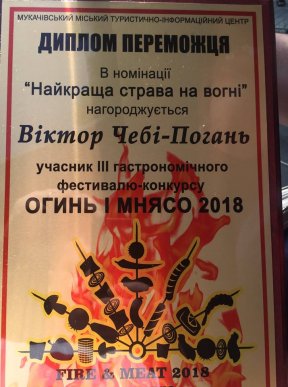 МУКАЧІВСЬКИЙ МІСЬКИЙ ТУРИСТИЧНО-ІНФОРМАЦІЙНИЙ ЦЕНТР
ДИПЛОМ ПЕРЕМОЖЦЯ
В номінації
“Найкраща страва на вогні”
нагороджується
Віктор Чебі-Погань
учасник III гастрономічного
фестивалю-конкурсу
ОГИНЬ І МНЯСО 2018
FIRE & MEAT 2018